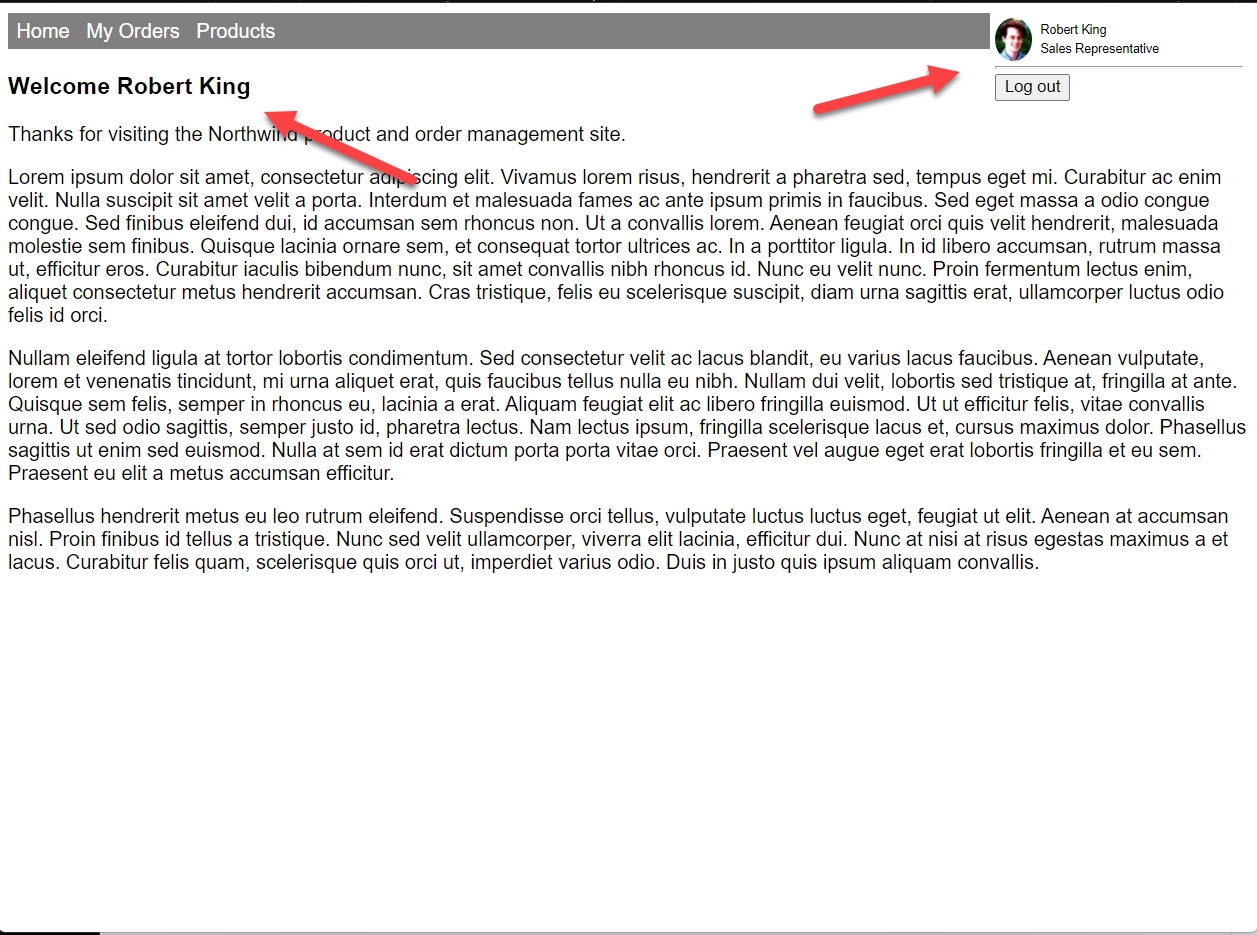 Home My Orders Products
Robert King
Sales Representative
Log out
Welcome Robert King
Thanks for visiting the Northwind product and order management site.
Lorem ipsum dolor sit amet, consectetur adipiscing elit. Vivamus lorem risus, hendrerit a pharetra sed, tempus eget mi. Curabitur ac enim
velit. Nulla suscipit sit amet velit a porta. Interdum et malesuada fames ac ante ipsum primis in faucibus. Sed eget massa a odio congue
congue. Sed finibus eleifend dui, id accumsan sem rhoncus non. Ut a convallis lorem. Aenean feugiat orci quis velit hendrerit, malesuada
molestie sem finibus. Quisque lacinia ornare sem, et consequat tortor ultrices ac. In a porttitor ligula. In id libero accumsan, rutrum massa
ut, efficitur eros. Curabitur iaculis bibendum nunc, sit amet convallis nibh rhoncus id. Nunc eu velit nunc. Proin fermentum lectus enim,
aliquet consectetur metus hendrerit accumsan. Cras tristique, felis eu scelerisque suscipit, diam urna sagittis erat, ullamcorper luctus odio
felis id orci.
Nullam eleifend ligula at tortor lobortis condimentum. Sed consectetur velit ac lacus blandit, eu varius lacus faucibus. Aenean vulputate,
lorem et venenatis tincidunt, mi urna aliquet erat, quis faucibus tellus nulla eu nibh. Nullam dui velit, lobortis sed tristique at, fringilla at ante.
Quisque sem felis, semper in rhoncus eu, lacinia a erat. Aliquam feugiat elit ac libero fringilla euismod. Ut ut efficitur felis, vitae convallis
urna. Ut sed odio sagittis, semper justo id, pharetra lectus. Nam lectus ipsum, fringilla scelerisque lacus et, cursus maximus dolor. Phasellus
sagittis ut enim sed euismod. Nulla at sem id erat dictum porta porta vitae orci. Praesent vel augue eget erat lobortis fringilla et eu sem.
Praesent eu elit a metus accumsan efficitur.
Phasellus hendrerit metus eu leo rutrum eleifend. Suspendisse orci tellus, vulputate luctus luctus eget, feugiat ut elit. Aenean at accumsan
nisl. Proin finibus id tellus a tristique. Nunc sed velit ullamcorper, viverra elit lacinia, efficitur dui. Nunc at nisi at risus egestas maximus a et
lacus. Curabitur felis quam, scelerisque quis orci ut, imperdiet varius odio. Duis in justo quis ipsum aliquam convallis.